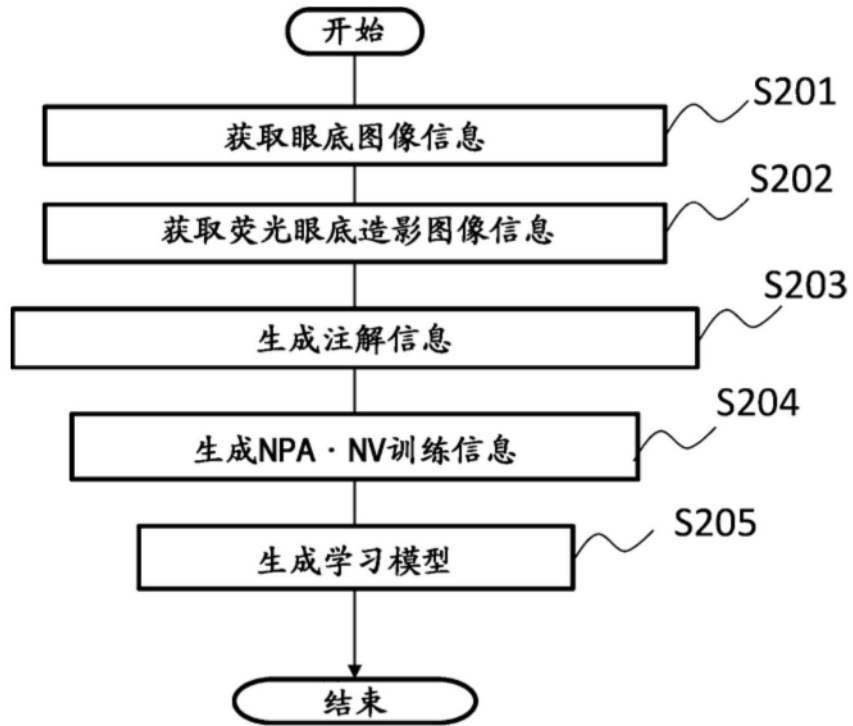 开始
S201
获取眼底图像信息
S202
获取荧光眼底造影图像信息
S203
生成注解信息
S204
生成NPA·NV训练信息
S205
生成学习模型
结束